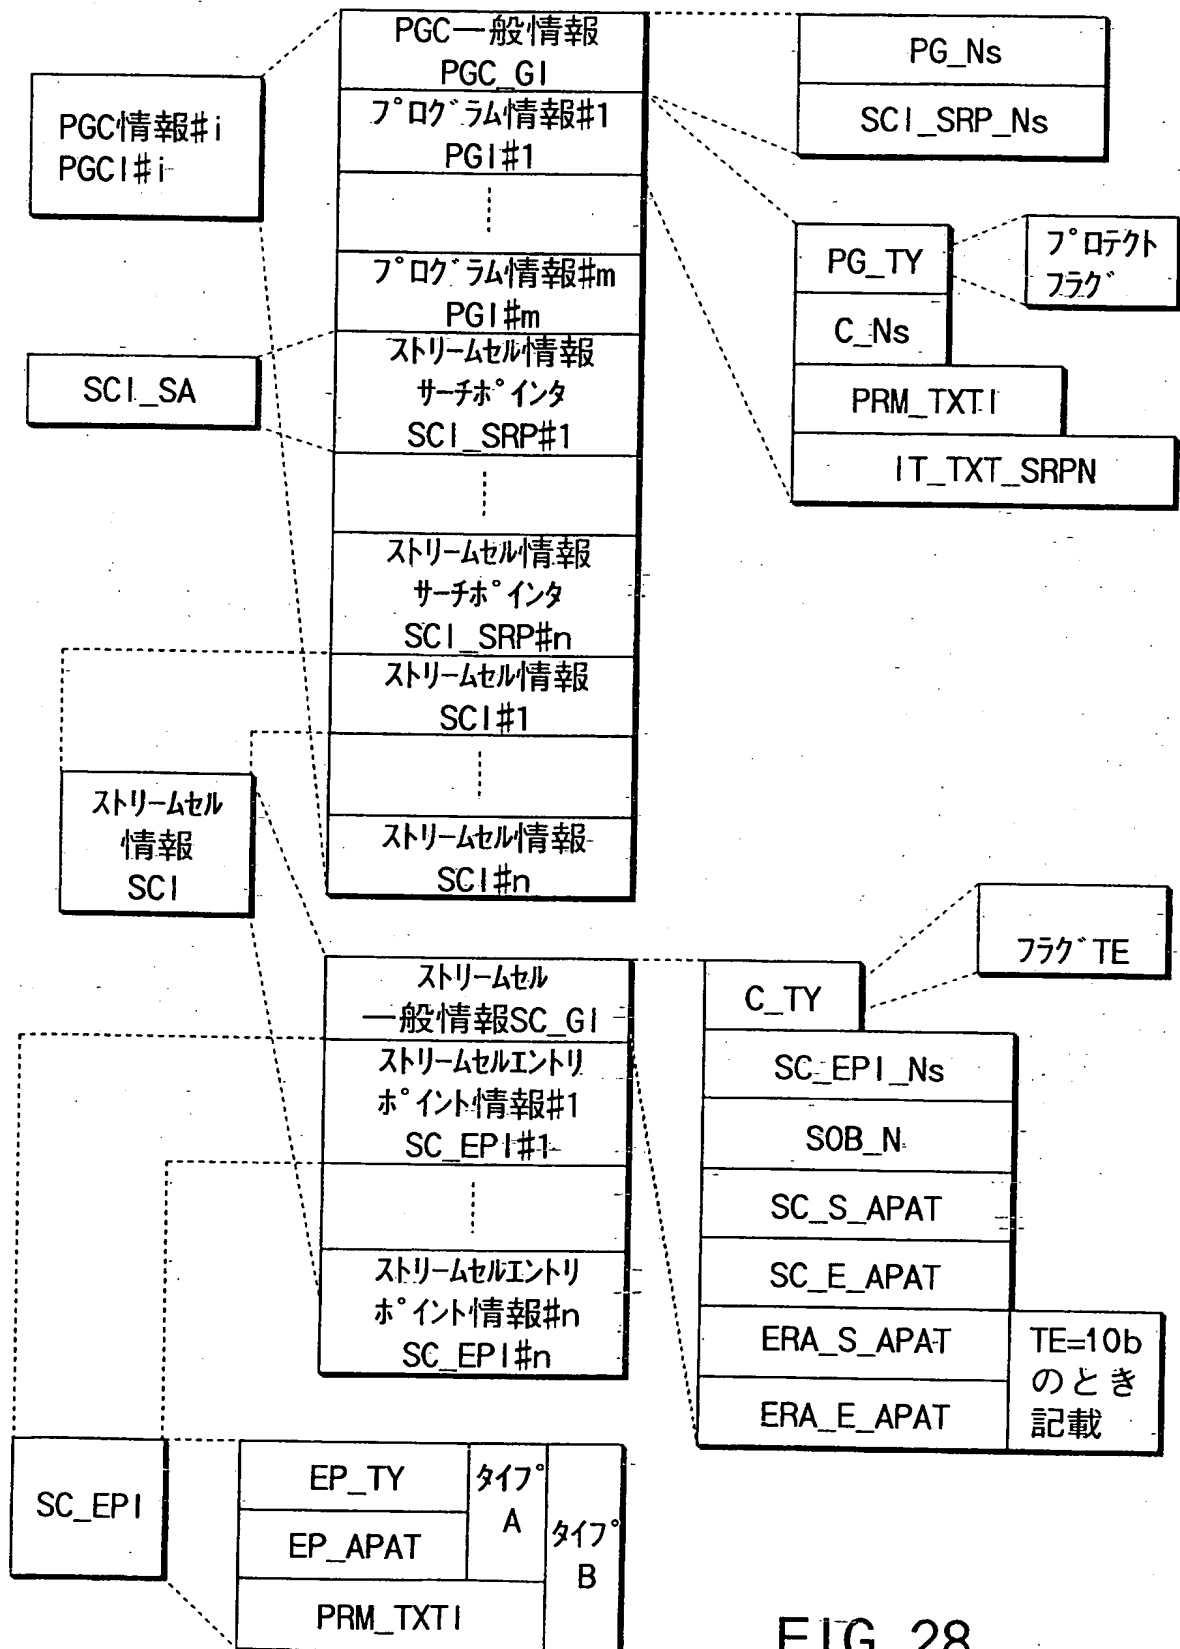 PGC情報#i
PGCI#i
PGC一般情報
PGC_GI
プログラム情報#1
PGI#1
プログラム情報#m
PGI#m
ストリームセル情報
サーチポインタ
SCI_SRP#1
ストリームセル情報
サーチポインタ
SCI_SRP#n
ストリームセル情報
SCI#1
ストリームセル情報
SCI#n
PG_Ns
SCI_SRP_Ns
PG_TY
プロテクト
フラグ
C_Ns
PRM_TXTI
IT_TXT_SRPN
SCI_SA
ストリームセル
情報
SCI
ストリームセル
一般情報SC_GI
ストリームセルエントリ
ポイント情報#1
SC_EPI#1
ストリームセルエントリ
ポイント情報#n
SC_EPI#n
フラグTE
C_TY
SC_EPI_Ns
SOB_N
SC_S_APAT
SC_E_APAT
ERA_S_APAT
ERA_E_APAT
TE=10b
のとき
記載
SC_EPI
EP_TY
EP_APAT
タイプ
A
タイプ
B
PRM_TXTI
FIG. 28